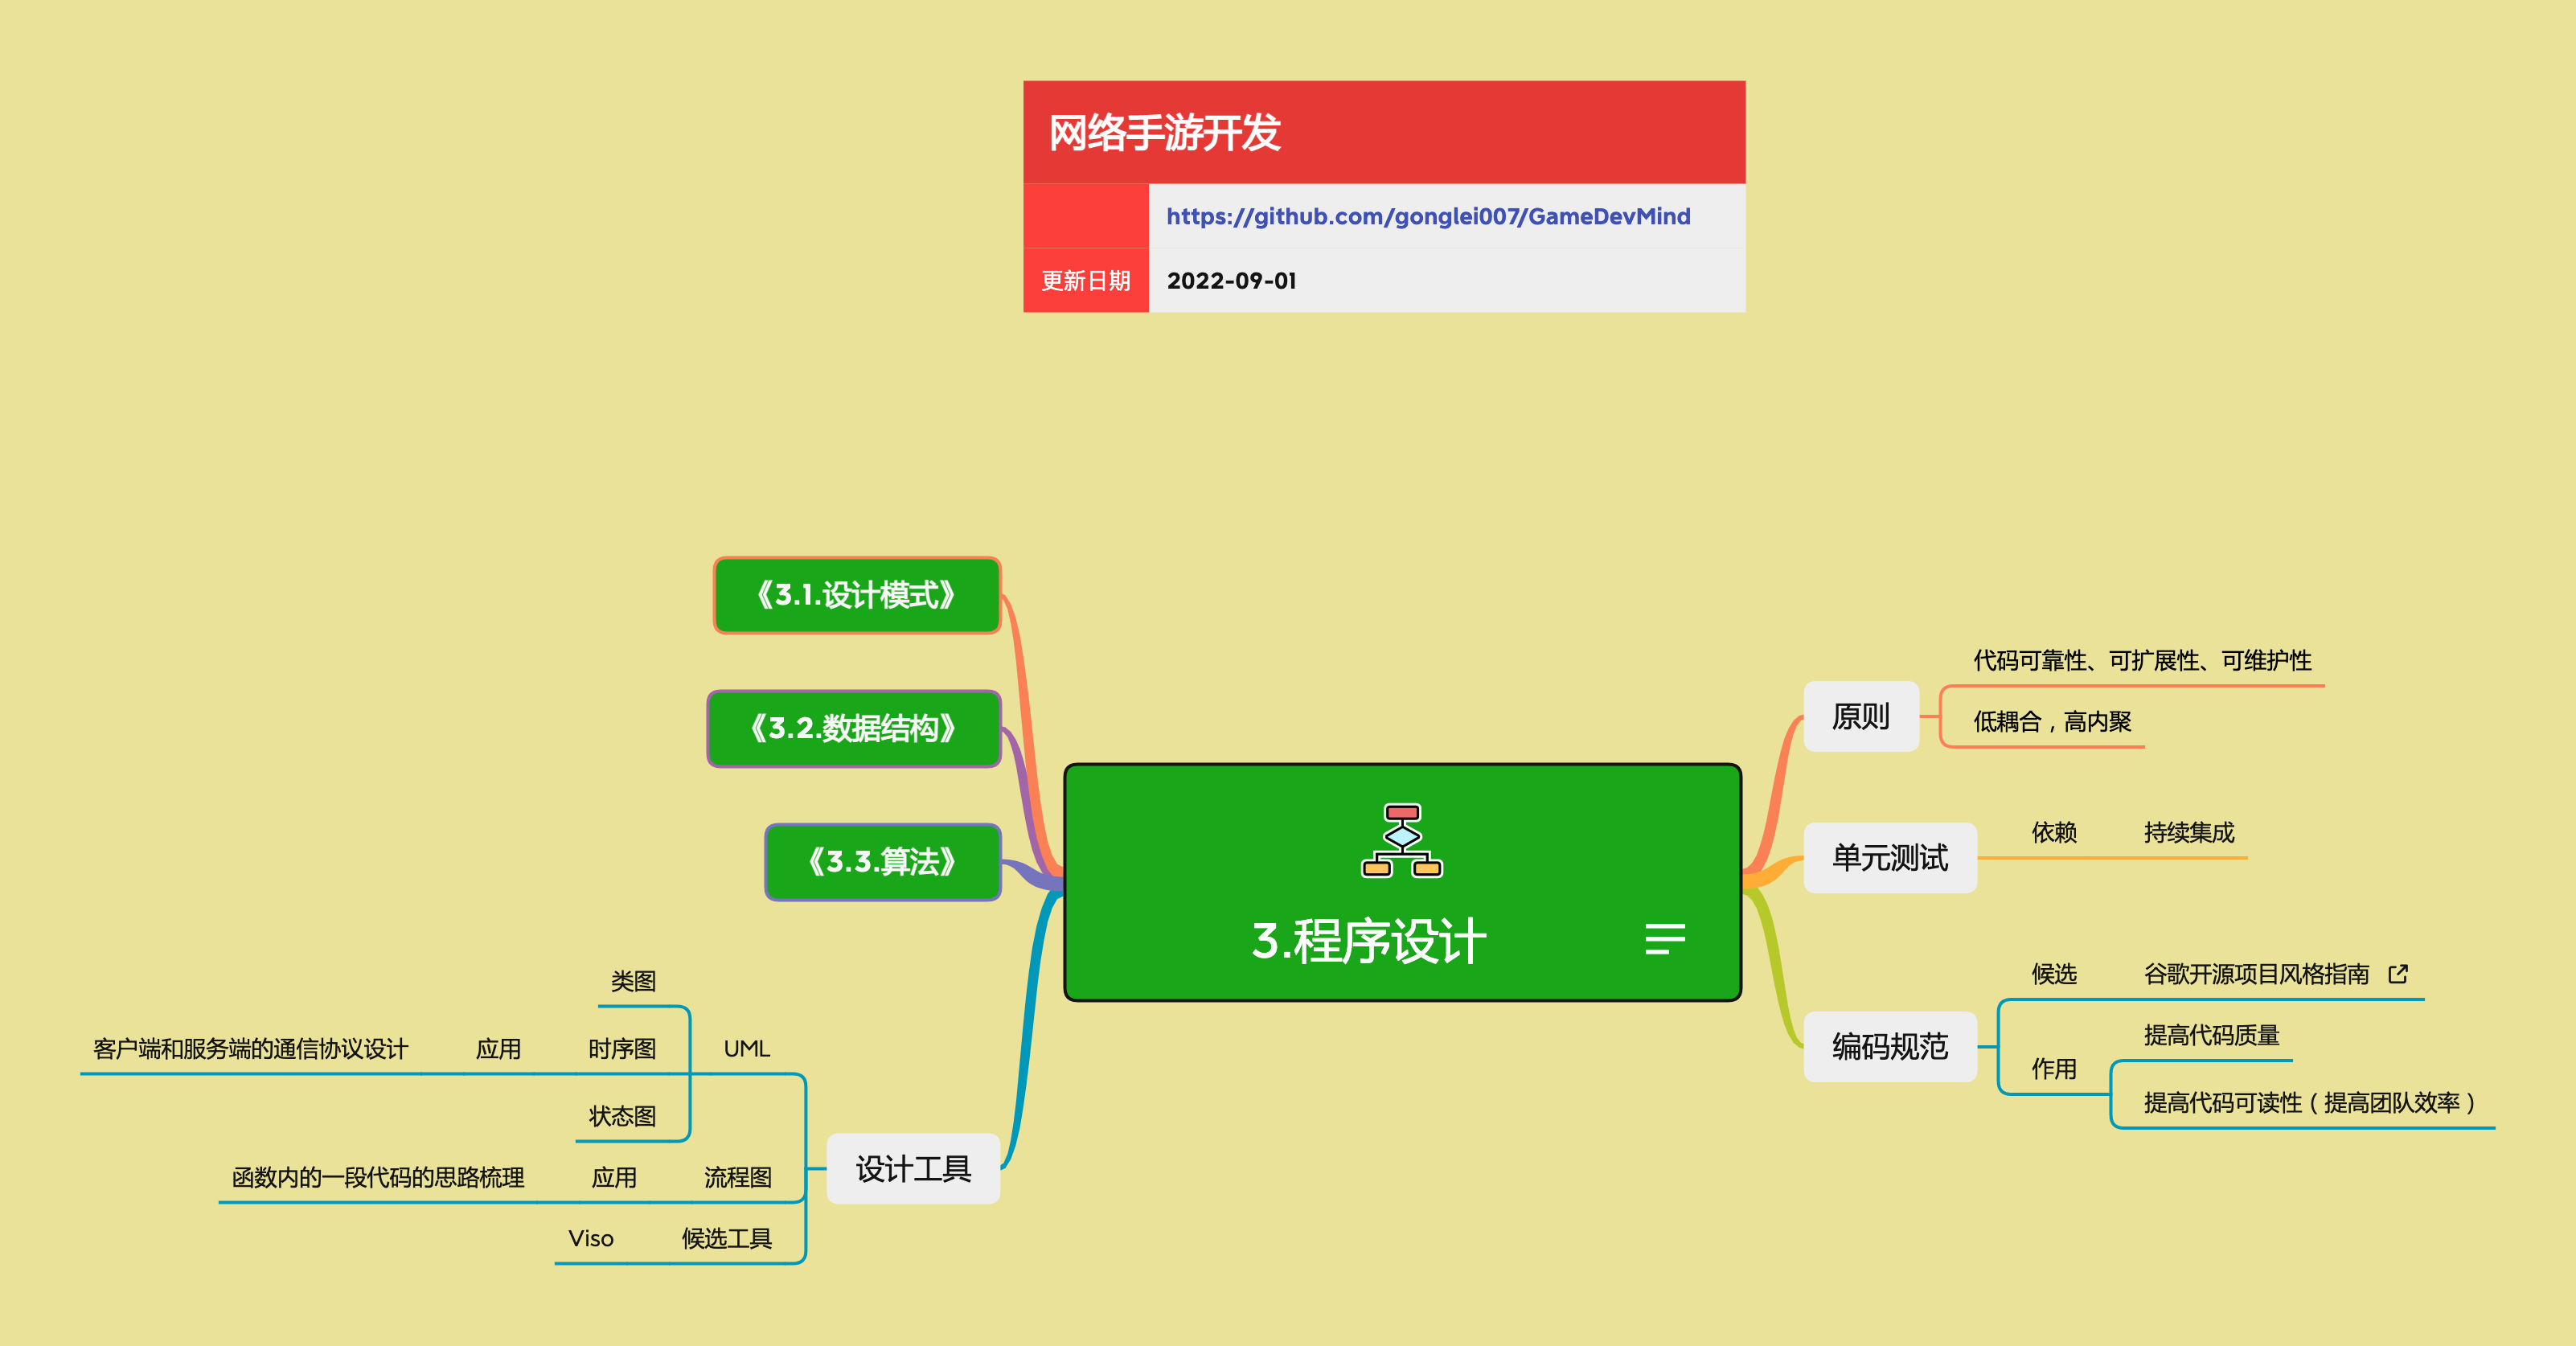 网络手游开发
https://github.com/gonglei007/GameDevMind
更新日期 2022-09-01
3.程序设计
原则
代码可靠性、可扩展性、可维护性
低耦合，高内聚
单元测试
依赖
持续集成
编码规范
候选
谷歌开源项目风格指南
作用
提高代码质量
提高代码可读性（提高团队效率）
《3.1.设计模式》
《3.2.数据结构》
《3.3.算法》
设计工具
UML
类图
时序图
应用
客户端和服务端的通信协议设计
状态图
流程图
应用
函数内的一段代码的思路梳理
候选工具
Viso